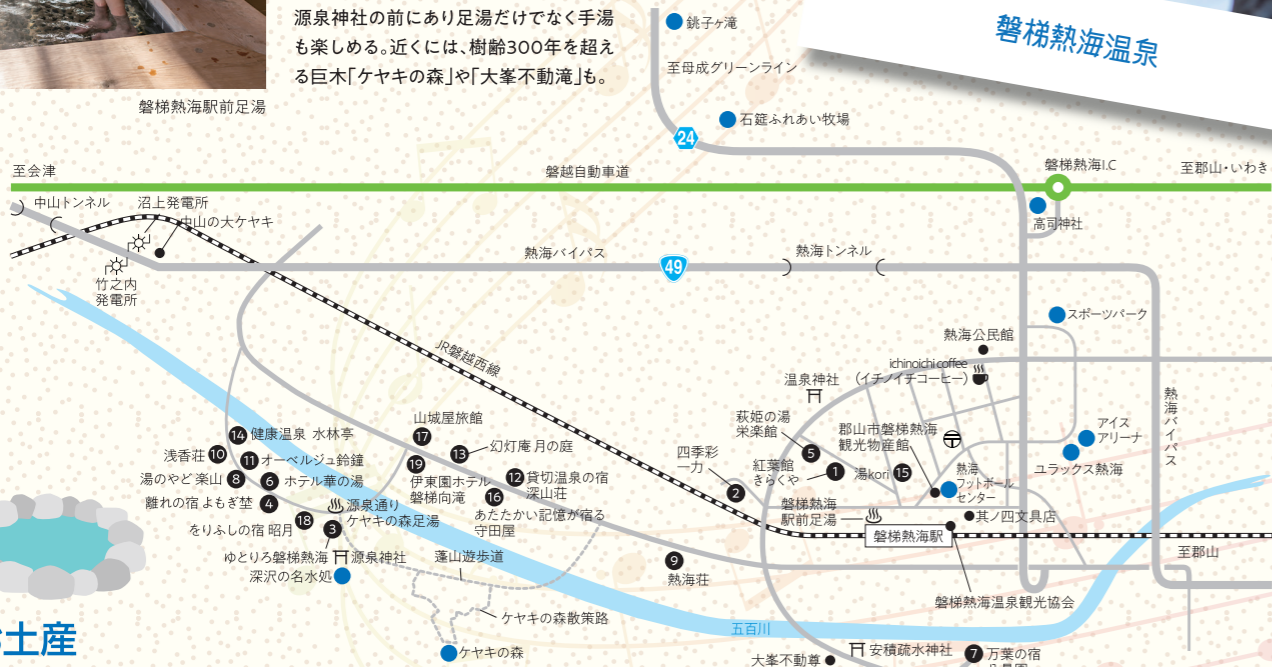 源泉神社の前にあり足湯だけでなく手湯
も楽しめる。近くには、樹齢300年を超え
る巨木「ケヤキの森」や「大峯不動滝」も。
磐梯熱海駅前足湯
磐梯熱海温泉
銚子ヶ滝
至母成グリーンライン
石筵ふれあい牧場
24
至会津
磐越自動車道
磐梯熱海I.C
至郡山・いわき
高司神社
中山トンネル
沼上発電所
中山の大ケヤキ
竹之内
発電所
熱海バイパス
49
熱海トンネル
スポーツパーク
熱海公民館
ichinoichi coffee
(イチノイチコーヒー)
温泉神社
JR磐越西線
熱海バイパス
アイス
アリーナ
ユラックス熱海
萩姫の湯
栄楽館
5
郡山市磐梯熱海
観光物産館
紅葉館
きらくや
1
湯kori
15
熱海
フットボール
センター
四季彩
一力
2
磐梯熱海
駅前足湯
其ノ四文具店
磐梯熱海駅
至郡山
磐梯熱海温泉観光協会
山城屋旅館
17
13
幻灯庵 月の庭
19
伊東園ホテル
磐梯向滝
12
貸切温泉の宿
深山荘
16
あたたかい記憶が宿る
守田屋
14
健康温泉 水林亭
浅香荘
10
11
オーベルジュ鈴鐘
湯のやど 楽山
8
6
ホテル華の湯
離れの宿 よもぎ埜
4
源泉通り
ケヤキの森足湯
をりふしの宿 昭月
18
3
ゆとりろ磐梯熱海
源泉神社
深沢の名水処
蓬山遊歩道
9
熱海荘
ケヤキの森散策路
ケヤキの森
五百川
大峯不動尊
安積疏水神社
7
万葉の宿
土産